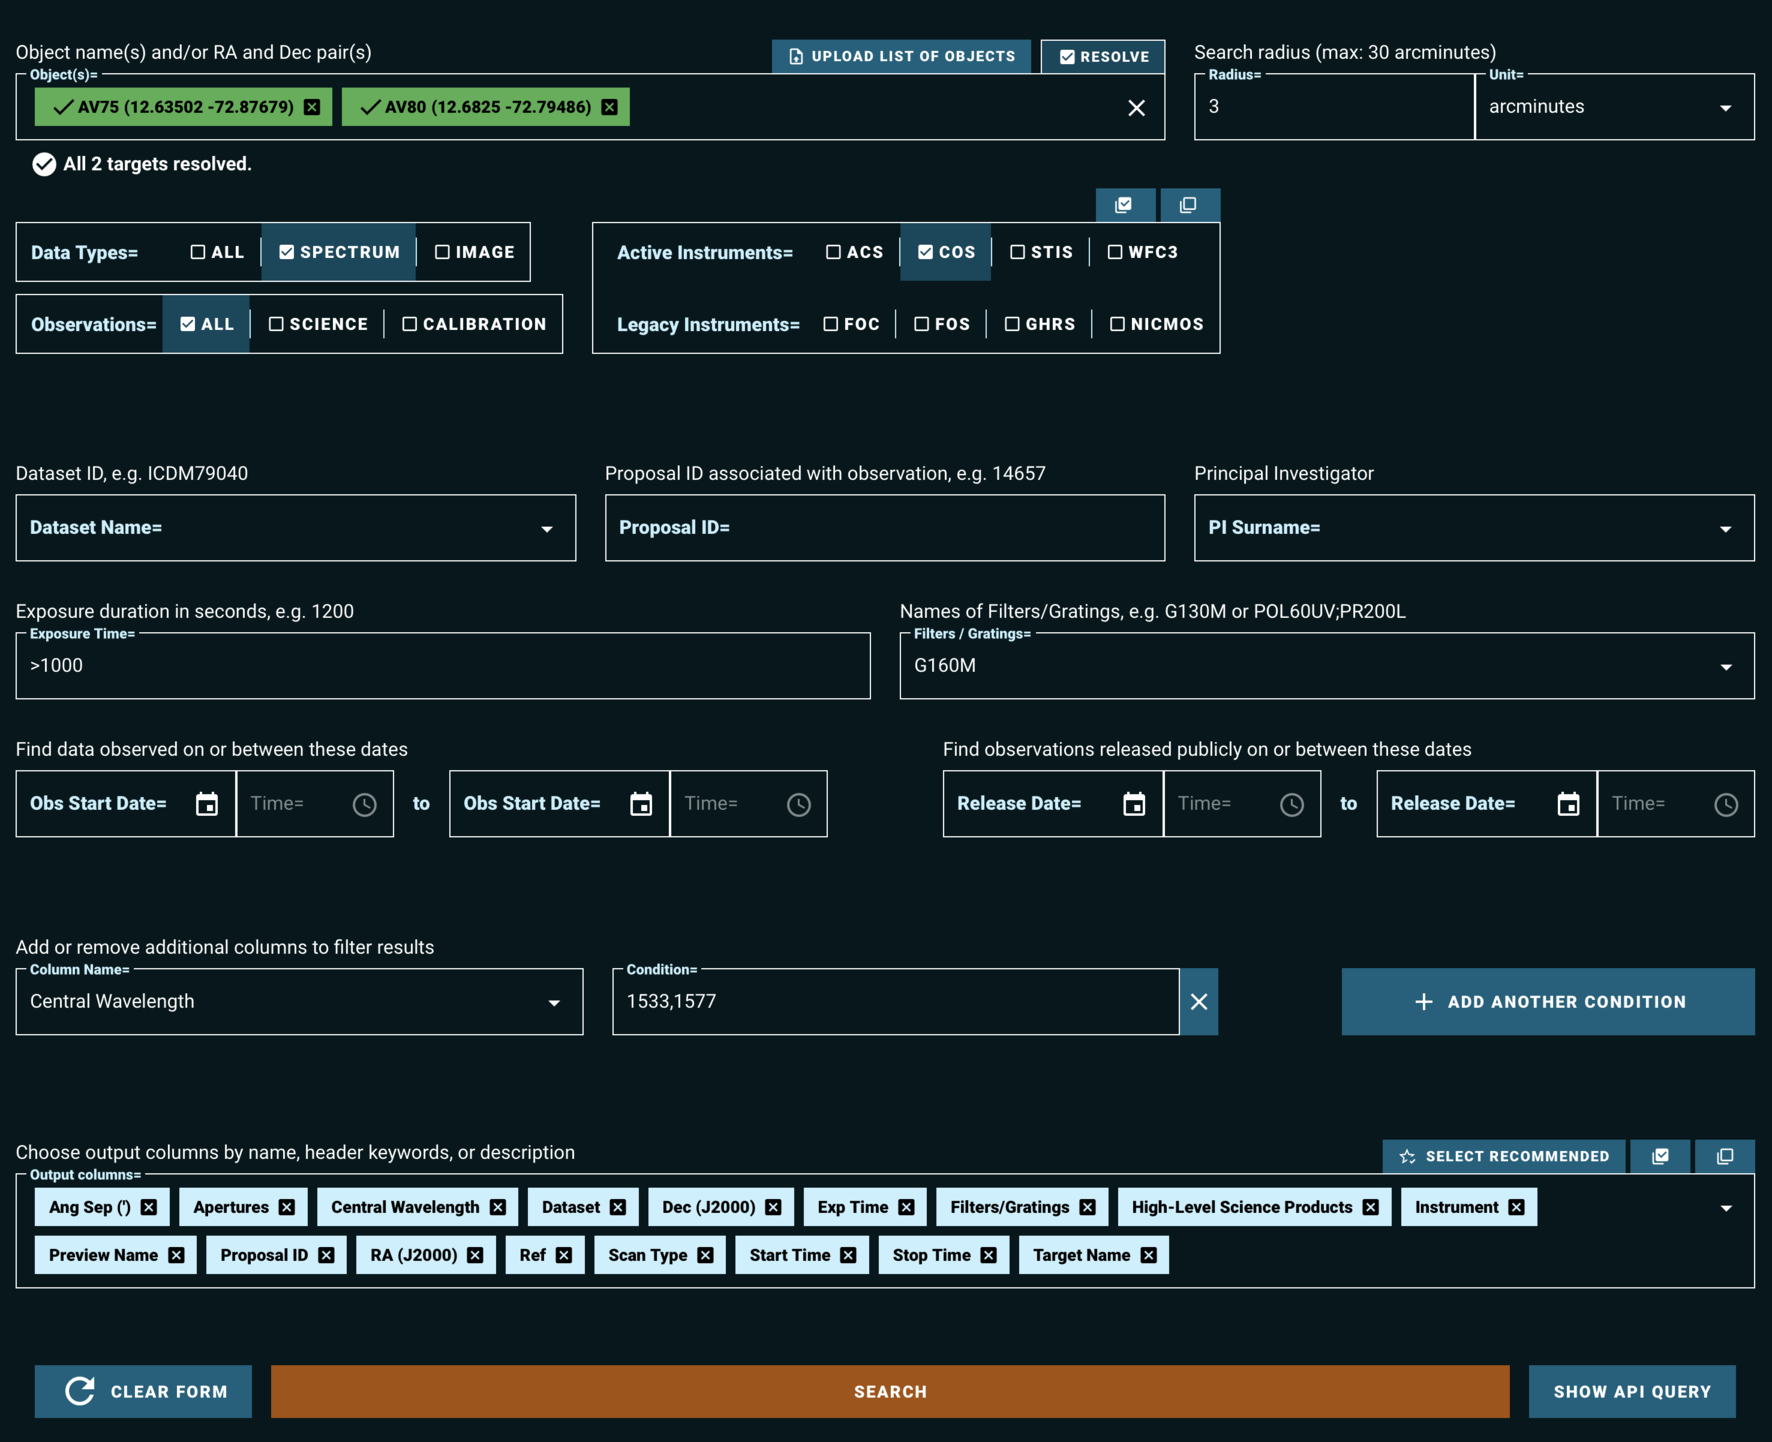 Object name(s) and/or RA and Dec pair(s)
UPLOAD LIST OF OBJECTS
RESOLVE
Search radius (max: 30 arcminutes)
Object(s)=
AV75 (12.63502 -72.87679)
AV80 (12.6825 -72.79486)
Radius=
3
Unit=
arcminutes
All 2 targets resolved.
Data Types=
ALL
SPECTRUM
IMAGE
Active Instruments=
ACS
COS
STIS
WFC3
Observations=
ALL
SCIENCE
CALIBRATION
Legacy Instruments=
FOC
FOS
GHRS
NICMOS
Dataset ID, e.g. ICDM79040
Proposal ID associated with observation, e.g. 14657
Principal Investigator
Dataset Name=
Proposal ID=
PI Surname=
Exposure duration in seconds, e.g. 1200
Names of Filters/Gratings, e.g. G130M or POL60UV;PR200L
Exposure Time=
>1000
Filters / Gratings=
G160M
Find data observed on or between these dates
Find observations released publicly on or between these dates
Obs Start Date=
Time=
to
Obs Start Date=
Time=
Release Date=
Time=
to
Release Date=
Time=
Add or remove additional columns to filter results
Column Name=
Central Wavelength
Condition=
1533,1577
ADD ANOTHER CONDITION
Choose output columns by name, header keywords, or description
SELECT RECOMMENDED
Output columns=
Ang Sep (')
Apertures
Central Wavelength
Dataset
Dec (J2000)
Exp Time
Filters/Gratings
High-Level Science Products
Instrument
Preview Name
Proposal ID
RA (J2000)
Ref
Scan Type
Start Time
Stop Time
Target Name
CLEAR FORM
SEARCH
SHOW API QUERY